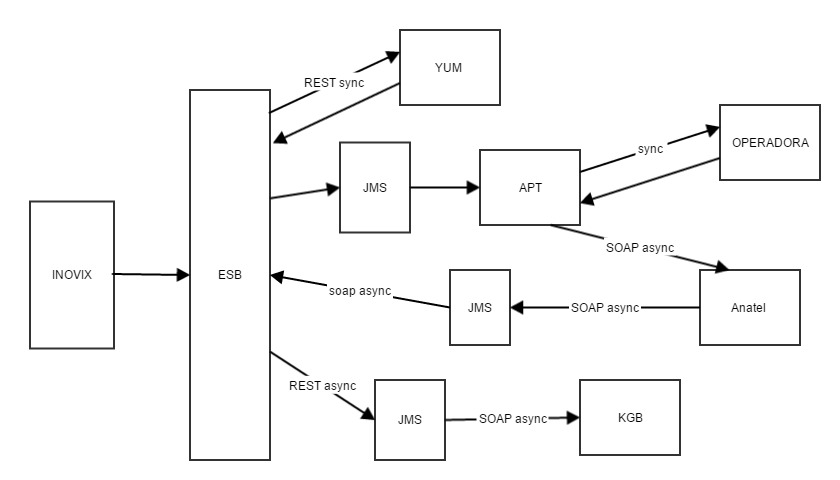 YUM
REST sync
OPERADORA
sync
JMS
APT
SOAP async
INOVIX
ESB
soap async
JMS
SOAP async
Anatel
REST async
JMS
SOAP async
KGB